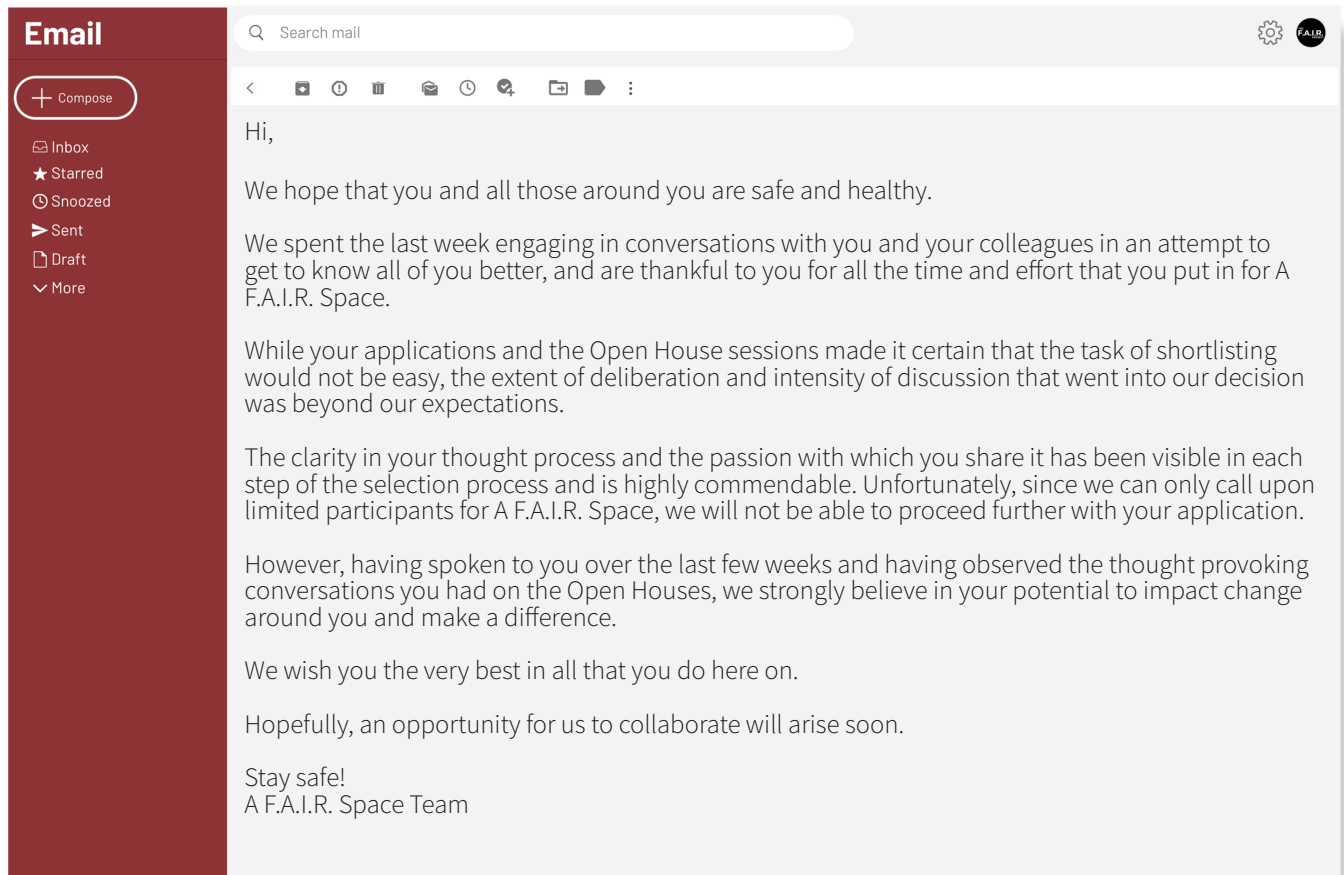 Email
Search mail
F.A.I.R.
Compose
Inbox
Starred
Snoozed
Sent
Draft
More
Hi,
We hope that you and all those around you are safe and healthy.
We spent the last week engaging in conversations with you and your colleagues in an attempt to
get to know all of you better, and are thankful to you for all the time and effort that you put in for A
F.A.I.R. Space.
While your applications and the Open House sessions made it certain that the task of shortlisting
would not be easy, the extent of deliberation and intensity of discussion that went into our decision
was beyond our expectations.
The clarity in your thought process and the passion with which you share it has been visible in each
step of the selection process and is highly commendable. Unfortunately, since we can only call upon
limited participants for A F.A.I.R. Space, we will not be able to proceed further with your application.
However, having spoken to you over the last few weeks and having observed the thought provoking
conversations you had on the Open Houses, we strongly believe in your potential to impact change
around you and make a difference.
We wish you the very best in all that you do here on.
Hopefully, an opportunity for us to collaborate will arise soon.
Stay safe!
A F.A.I.R. Space Team